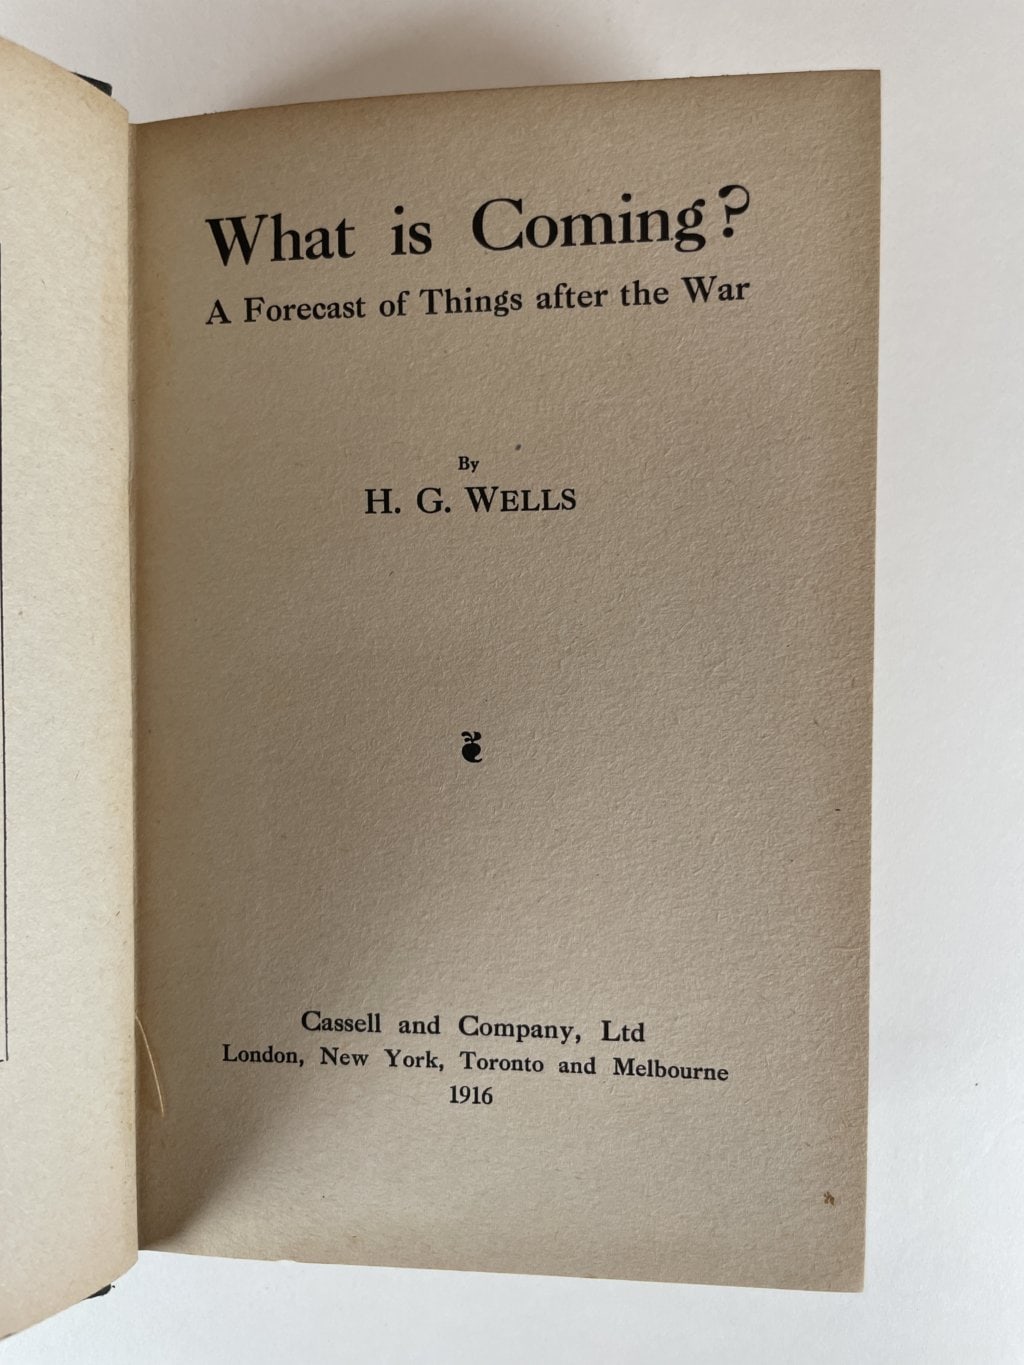 What is Coming?
A Forecast of Things after the War
By
H. G. WELLS
Cassell and Company, Ltd
London, New York, Toronto and Melbourne
1916